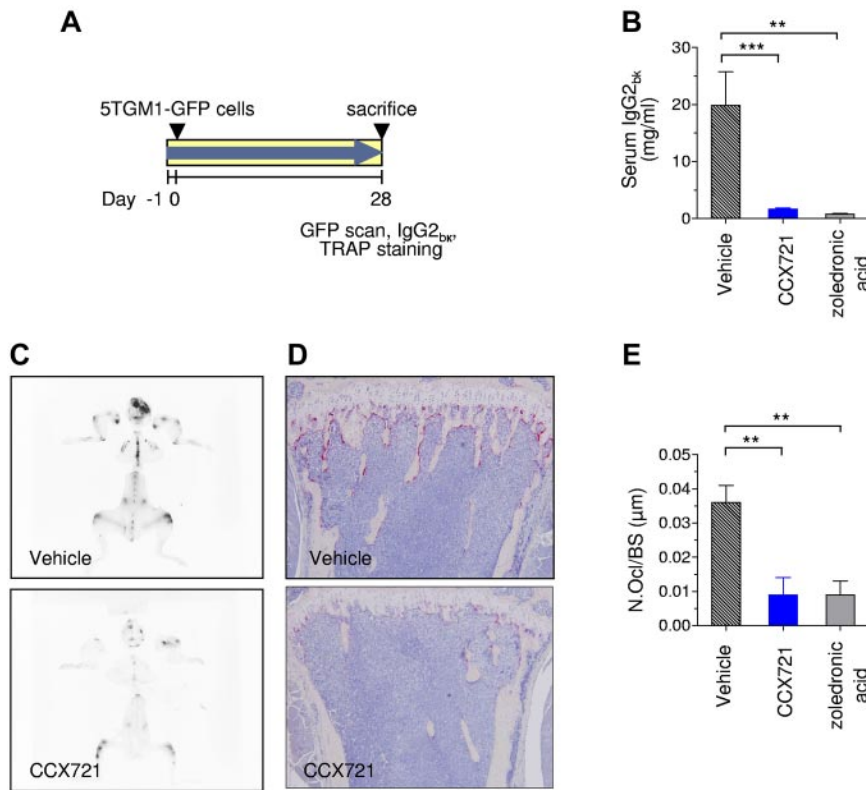 A
5TGM1-GFP cells sacrifice
Day -1 0 28
GFP scan, IgG2bκ,
TRAP staining
B
**
***
30
20
10
0
Serum IgG2bk
(mg/ml)
Vehicle
CCX721
zoledronic
acid
C
Vehicle
CCX721
D
Vehicle
CCX721
E
**
**
0.05
0.04
0.03
0.02
0.01
0.00
N.Ocl/BS (μm)
Vehicle
CCX721
zoledronic
acid